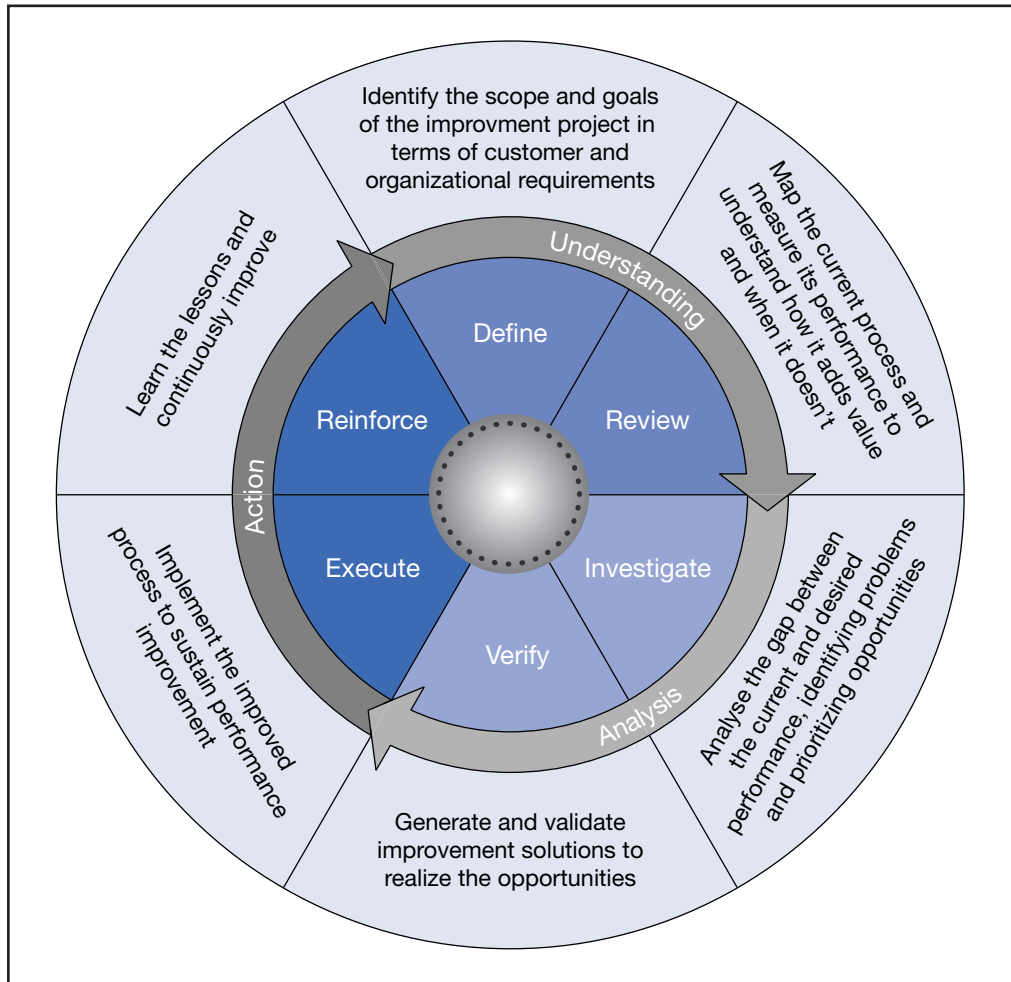 Identify the scope and goals
of the improvment project in
terms of customer and
organizational requirements
Map the current process and
measure its performance to
understand how it adds value
and when it doesn’t
Analyse the gap between
the current and desired
performance, identifying problems
and prioritizing opportunities
Generate and validate
improvement solutions to
realize the opportunities
Implement the improved
process to sustain performance
improvement
Learn the lessons and
continuously improve
Understanding
Analysis
Action
Define
Review
Investigate
Verify
Execute
Reinforce